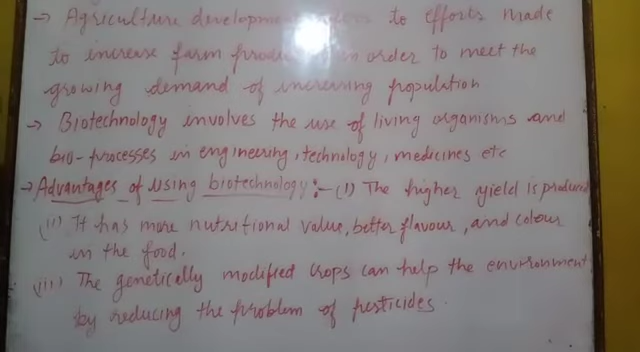 → Agriculture development refers to efforts made
to increase farm production in order to meet the
growing demand of increasing population
→ Biotechnology involves the use of living organisms and
bio-processes in engineering, technology, medicines etc
→ Advantages of using biotechnology:- (i) The higher yield is produced
(ii) It has more nutritional value, better flavour, and colour
in the food.
(iii) The genetically modified crops can help the environment
by reducing the problem of pesticides.